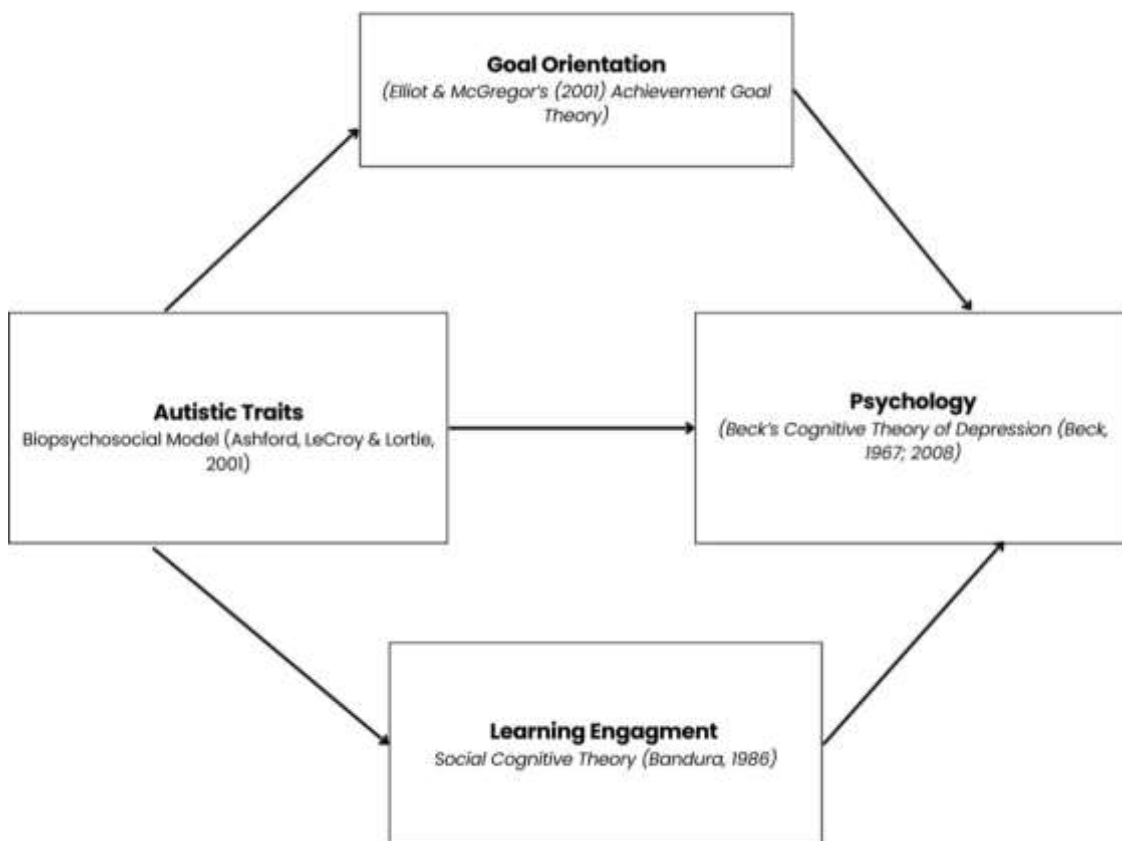 Goal Orientation
(Elliot & McGregor's (2001) Achievement Goal
Theory)
Autistic Traits
Biopsychosocial Model (Ashford, LeCroy & Lortie,
2001)
Psychology
(Beck's Cognitive Theory of Depression (Beck,
1967; 2008)
Learning Engagment
Social Cognitive Theory (Bandura, 1986)